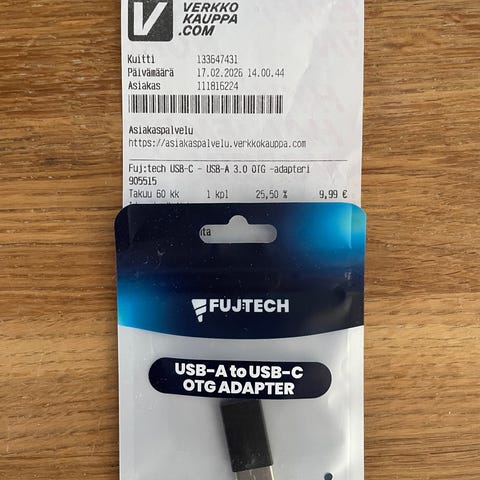 V VERKKO
KAUPPA
.COM
Kuitti 133647431
Päivämäärä 17.02.2026 14.00.44
Asiakas 111816224
Asiakaspalvelu
https://asiakaspalvelu.verkkokauppa.com
Fuj:tech USB-C - USB-A 3.0 OTG -adapteri
905515
Takuu 60 kk 1 kpl 25,50 % 9,99 €
FUJ:TECH
USB-A to USB-C
OTG ADAPTER